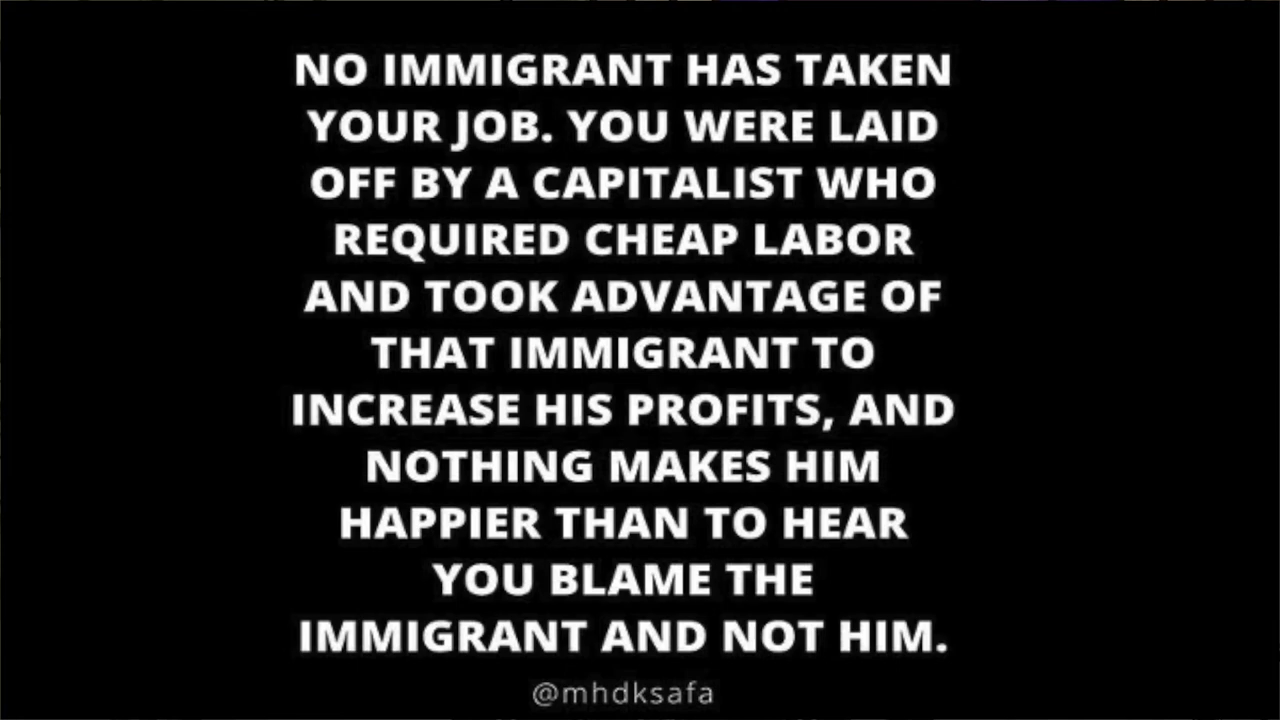 NO IMMIGRANT HAS TAKEN
YOUR JOB. YOU WERE LAID
OFF BY A CAPITALIST WHO
REQUIRED CHEAP LABOR
AND TOOK ADVANTAGE OF
THAT IMMIGRANT TO
INCREASE HIS PROFITS, AND
NOTHING MAKES HIM
HAPPIER THAN TO HEAR
YOU BLAME THE
IMMIGRANT AND NOT HIM.
@mhdksafa